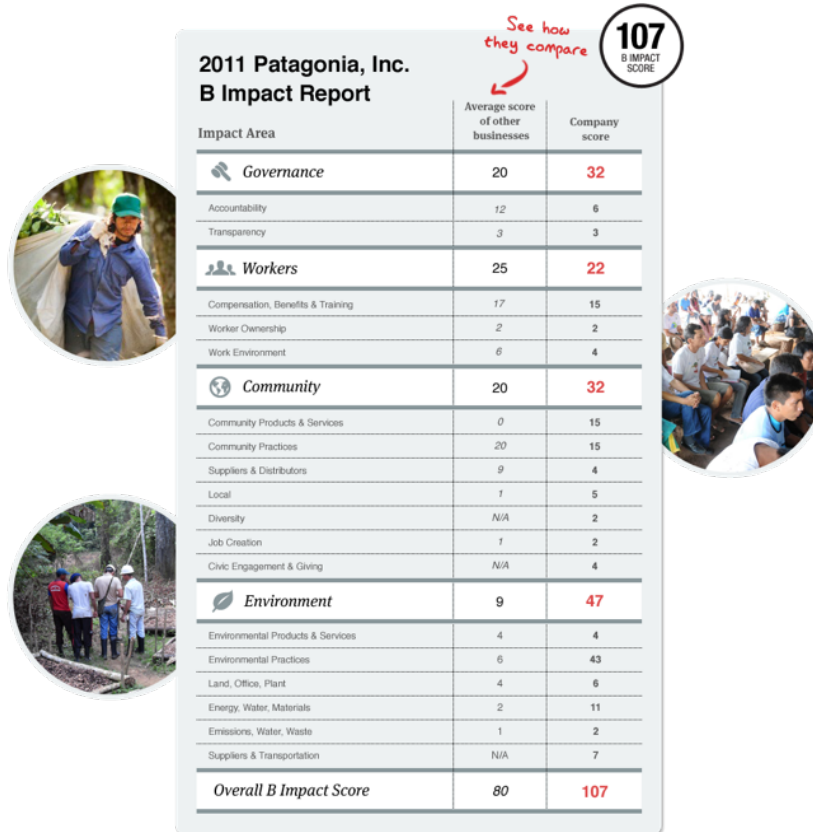 See how
they compare
107
B IMPACT
SCORE
2011 Patagonia, Inc.
B Impact Report
Impact Area
Average score
of other
businesses
Company
score
Governance 20 32
Accountability 12 6
Transparency 3 3
Workers 25 22
Compensation, Benefits & Training 17 15
Worker Ownership 2 2
Work Environment 6 4
Community 20 32
Community Products & Services 0 15
Community Practices 20 15
Suppliers & Distributors 9 4
Local 1 5
Diversity N/A 2
Job Creation 1 2
Civic Engagement & Giving N/A 4
Environment 9 47
Environmental Products & Services 4 4
Environmental Practices 6 43
Land, Office, Plant 4 6
Energy, Water, Materials 2 11
Emissions, Water, Waste 1 2
Suppliers & Transportation N/A 7
Overall B Impact Score 80 107